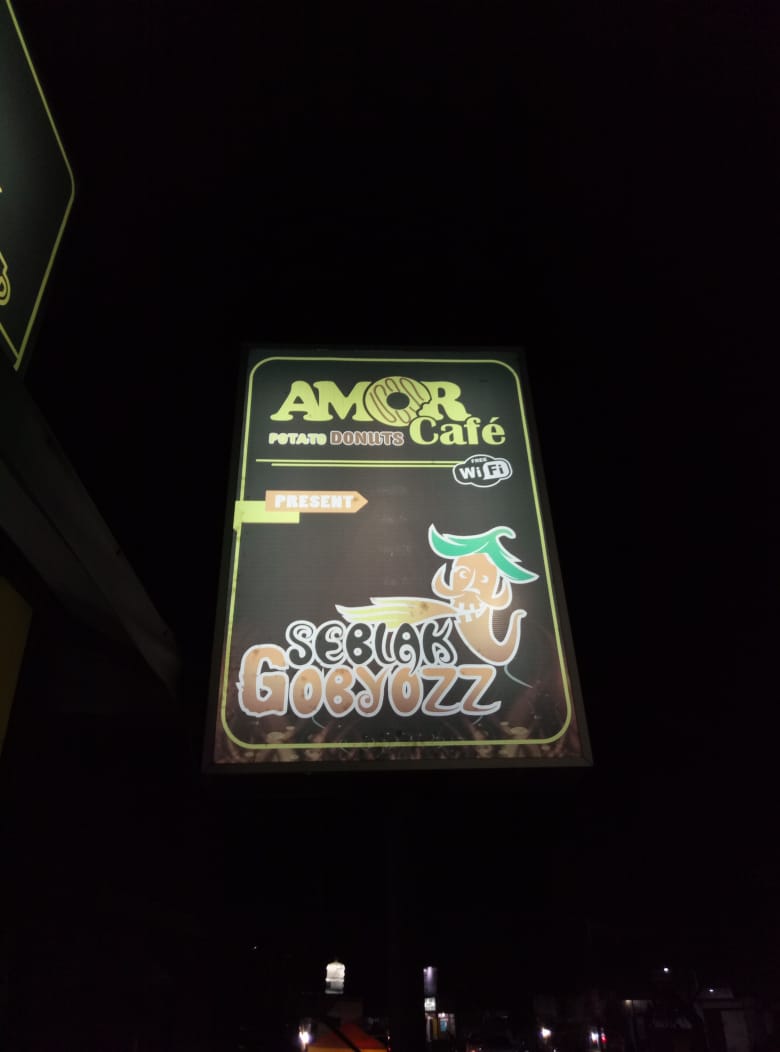 AMOR
POTATO DONUTS Café
FREE
WiFi
PRESENT
SEBLAK
GOBYOZZ